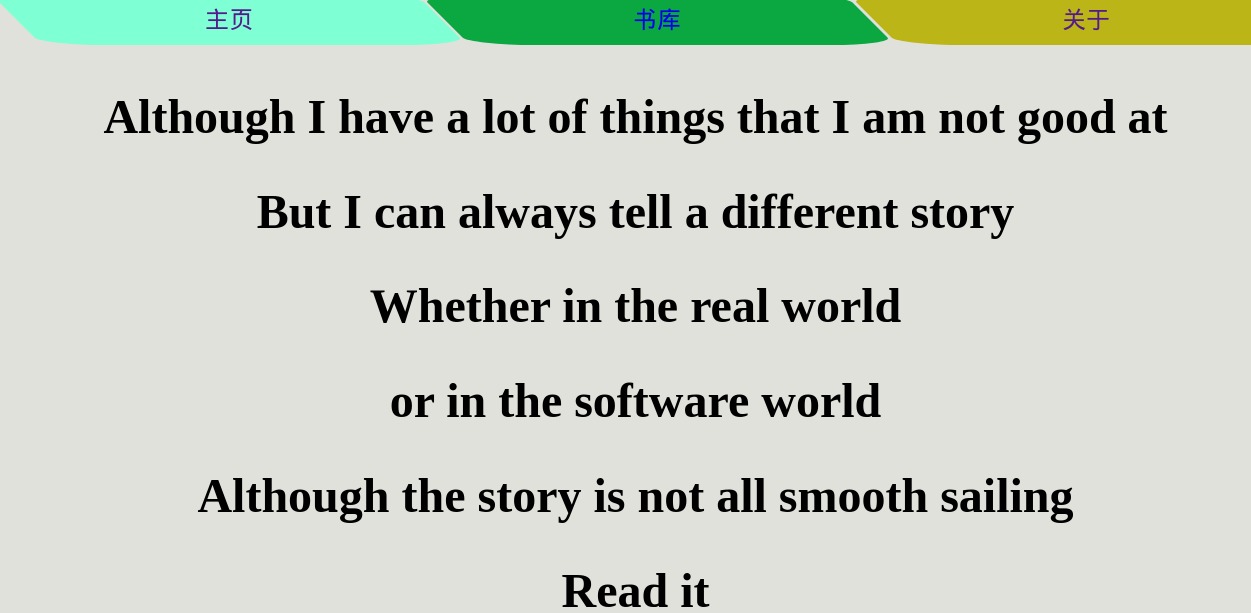 主页
书库
关于
Although I have a lot of things that I am not good at
But I can always tell a different story
Whether in the real world
or in the software world
Although the story is not all smooth sailing
Read it